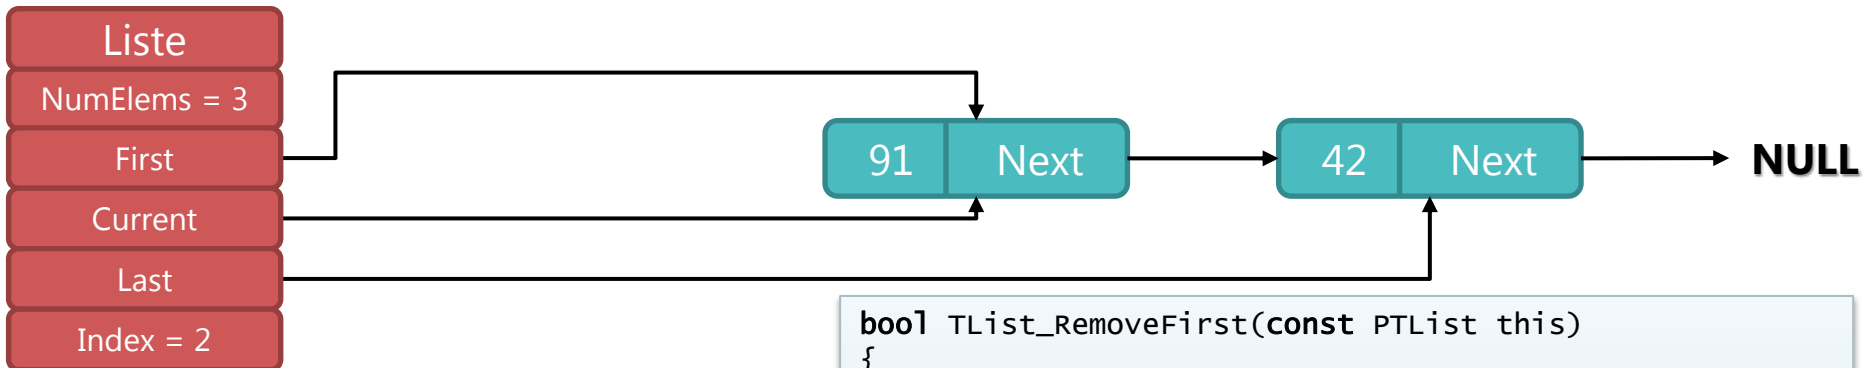 Liste
NumElems = 3
First
Current
Last
Index = 2
91 Next
42 Next
NULL
bool TList_RemoveFirst(const PTList this)
{